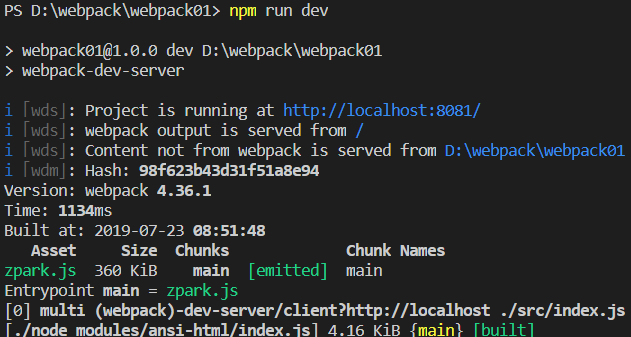 PS D:\webpack\webpack01> npm run dev
> webpack01@1.0.0 dev D:\webpack\webpack01
> webpack-dev-server
i ｢wds｣: Project is running at http://localhost:8081/
i ｢wds｣: webpack output is served from /
i ｢wds｣: Content not from webpack is served from D:\webpack\webpack01
i ｢wdm｣: Hash: 98f623b43d31f51a8e94
Version: webpack 4.36.1
Time: 1134ms
Built at: 2019-07-23 08:51:48
Asset Size Chunks Chunk Names
zpark.js 360 KiB main [emitted] main
Entrypoint main = zpark.js
[0] multi (webpack)-dev-server/client?http://localhost ./src/index.js
[./node_modules/ansi-html/index.js] 4.16 KiB {main} [built]